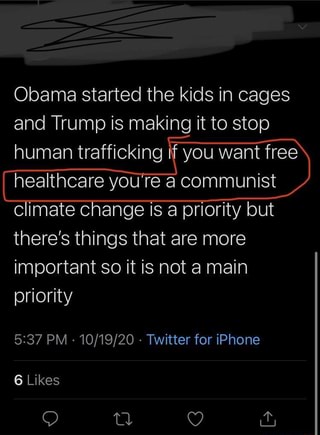 Obama started the kids in cages
and Trump is making it to stop
human trafficking if you want free
healthcare you're a communist
climate change is a priority but
there's things that are more
important so it is not a main
priority
5:37 PM · 10/19/20 · Twitter for iPhone
6 Likes